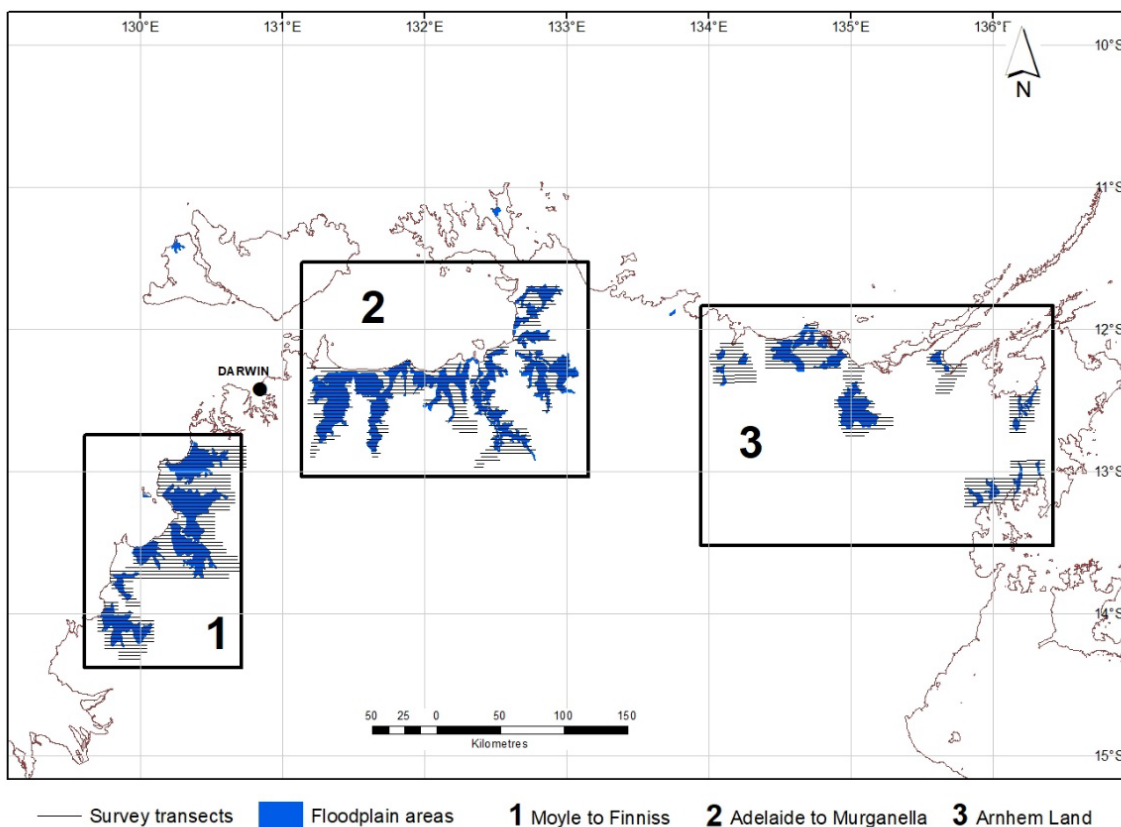 130°E 131°E 132°E 133°E 134°E 135°E 136°E
10°S
N
11°S
2
12°S
DARWIN
3
13°S
1
14°S
50 25 0 50 100 150
Kilometres
15°S
Survey transects Floodplain areas 1 Moyle to Finniss 2 Adelaide to Murganella 3 Arnhem Land